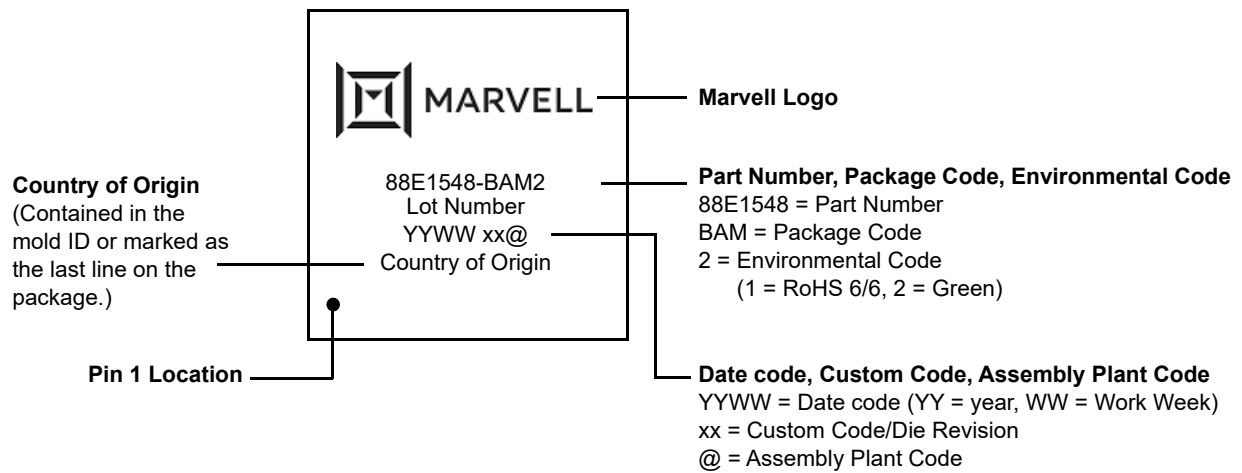 MARVELL
Marvell Logo
Country of Origin
(Contained in the
mold ID or marked as
the last line on the
package.)
88E1548-BAM2
Lot Number
YYWW xx@
Country of Origin
Part Number, Package Code, Environmental Code
88E1548 = Part Number
BAM = Package Code
2 = Environmental Code
(1 = RoHS 6/6, 2 = Green)
Pin 1 Location
Date code, Custom Code, Assembly Plant Code
YYWW = Date code (YY = year, WW = Work Week)
xx = Custom Code/Die Revision
@ = Assembly Plant Code